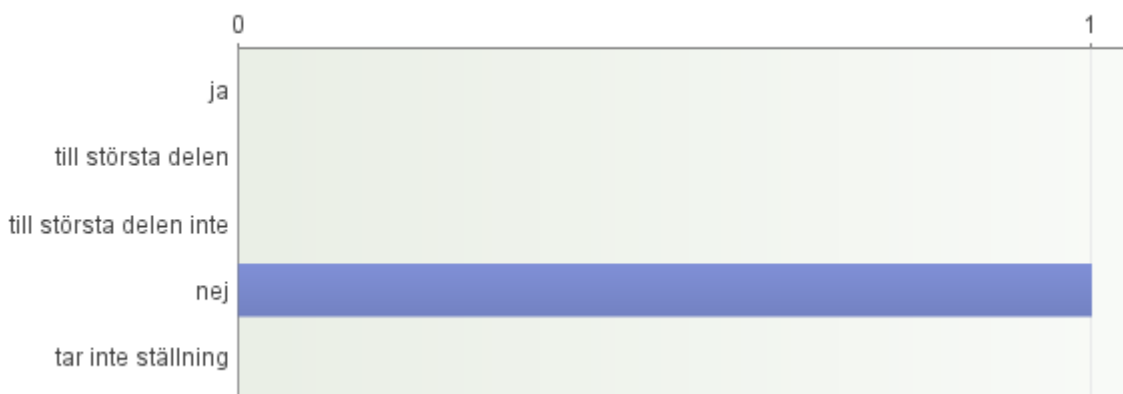 0 1
ja
till största delen
till största delen inte
nej
tar inte ställning